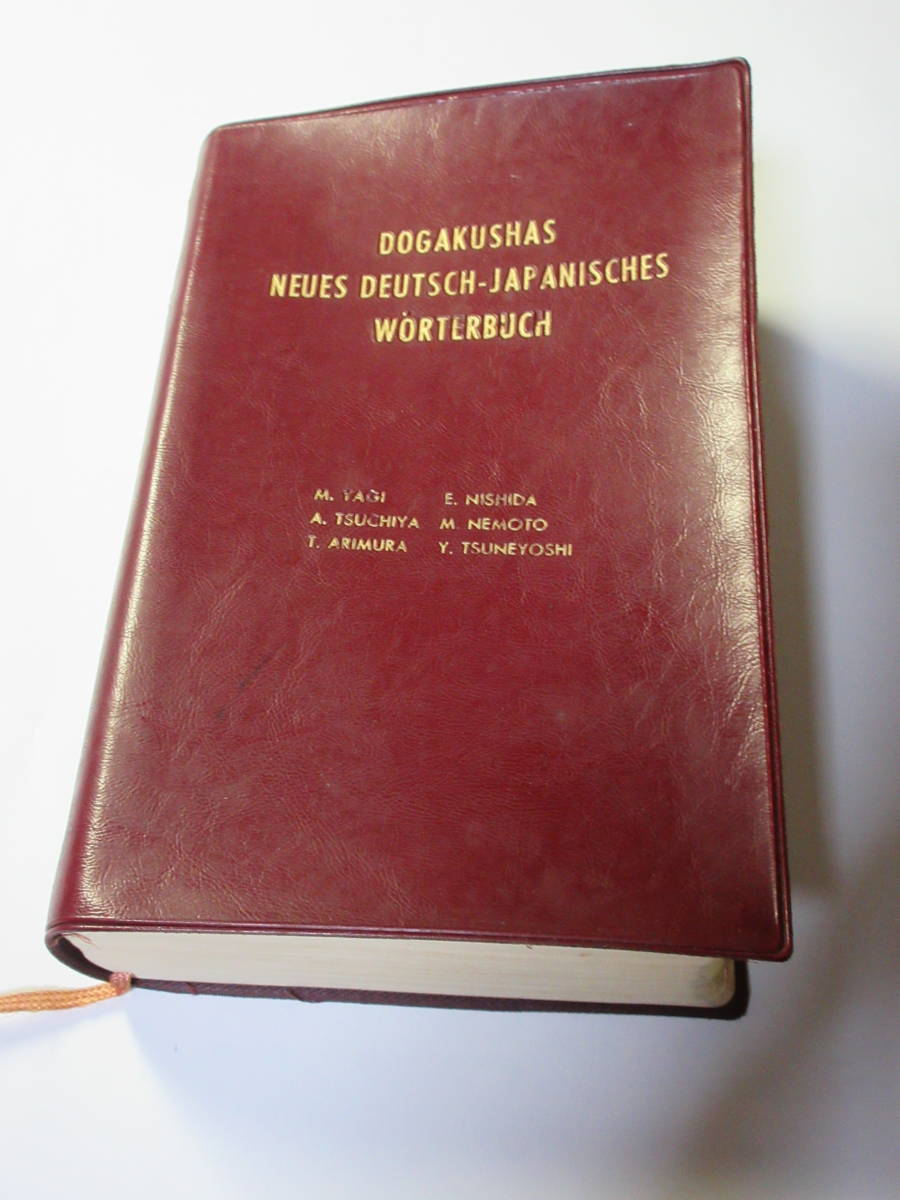 DOGAKUSHAS
NEUES DEUTSCH-JAPANISCHES
WÖRTERBUCH
M. YAGI E. NISHIDA
A. TSUCHIYA M. NEMOTO
T. ARIMURA Y. TSUNEYOSHI